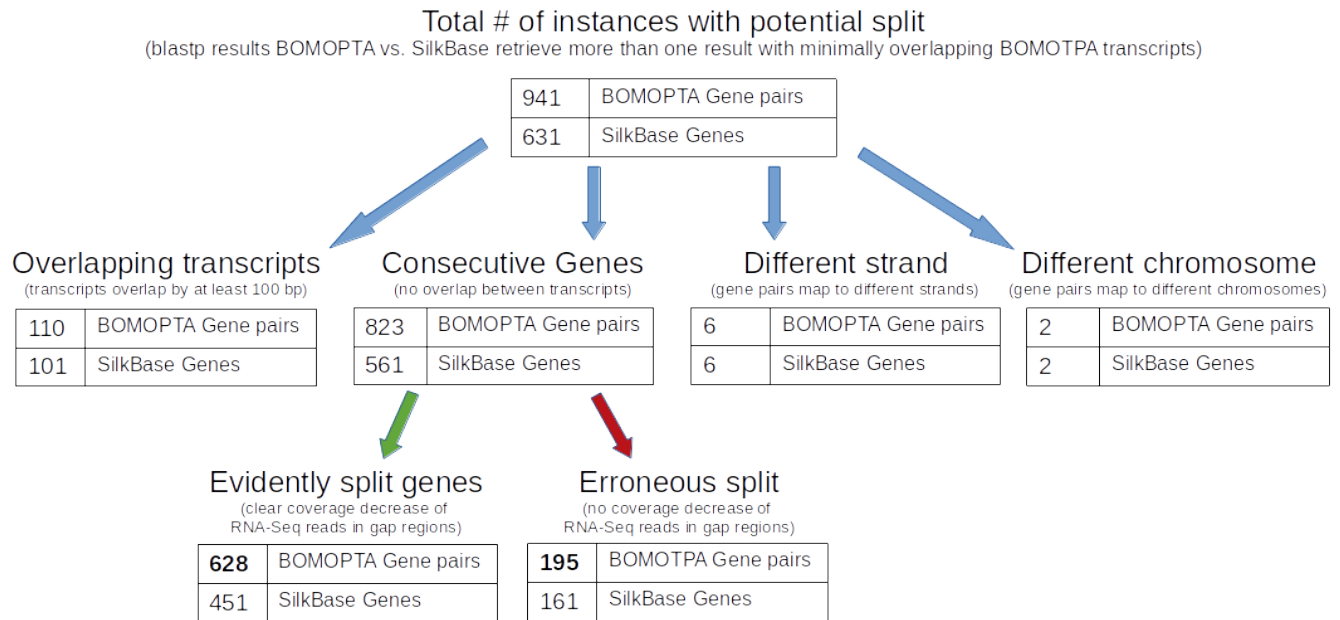 Total # of instances with potential split
(blastp results BOMOPTA vs. SilkBase retrieve more than one result with minimally overlapping BOMOTPA transcripts)
941 BOMOPTA Gene pairs
631 SilkBase Genes
Overlapping transcripts
(transcripts overlap by at least 100 bp)
110 BOMOPTA Gene pairs
101 SilkBase Genes
Consecutive Genes
(no overlap between transcripts)
823 BOMOPTA Gene pairs
561 SilkBase Genes
Different strand
(gene pairs map to different strands)
6 BOMOPTA Gene pairs
6 SilkBase Genes
Different chromosome
(gene pairs map to different chromosomes)
2 BOMOPTA Gene pairs
2 SilkBase Genes
Evidently split genes
(clear coverage decrease of
RNA-Seq reads in gap regions)
628 BOMOPTA Gene pairs
451 SilkBase Genes
Erroneous split
(no coverage decrease of
RNA-Seq reads in gap regions)
195 BOMOTPA Gene pairs
161 SilkBase Genes